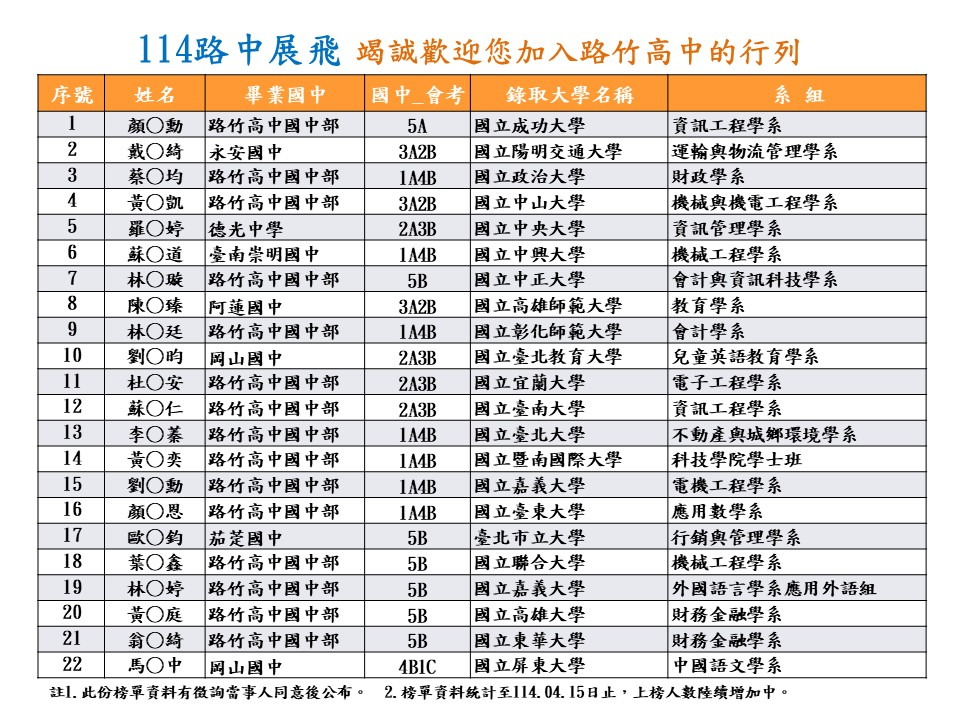 114路中展飛 竭誠歡迎您加入路竹高中的行列
序號 姓名 畢業國中 國中_會考 錄取大學名稱 系 組
1 顏○勳 路竹高中國中部 5A 國立成功大學 資訊工程學系
2 戴○綺 永安國中 3A2B 國立陽明交通大學 運輸與物流管理學系
3 蔡○均 路竹高中國中部 1A4B 國立政治大學 財政學系
4 黃○凱 路竹高中國中部 3A2B 國立中山大學 機械與機電工程學系
5 羅○婷 德光中學 2A3B 國立中央大學 資訊管理學系
6 蘇○道 臺南崇明國中 1A4B 國立中興大學 機械工程學系
7 林○璇 路竹高中國中部 5B 國立中正大學 會計與資訊科技學系
8 陳○臻 阿蓮國中 3A2B 國立高雄師範大學 教育學系
9 林○廷 路竹高中國中部 1A4B 國立彰化師範大學 會計學系
10 劉○昀 岡山國中 2A3B 國立臺北教育大學 兒童英語教育學系
11 杜○安 路竹高中國中部 2A3B 國立宜蘭大學 電子工程學系
12 蘇○仁 路竹高中國中部 2A3B 國立臺南大學 資訊工程學系
13 李○蓁 路竹高中國中部 1A4B 國立臺北大學 不動產與城鄉環境學系
14 黃○奕 路竹高中國中部 1A4B 國立暨南國際大學 科技學院學士班
15 劉○勳 路竹高中國中部 1A4B 國立嘉義大學 電機工程學系
16 顏○恩 路竹高中國中部 1A4B 國立臺東大學 應用數學系
17 歐○鈞 茄萣國中 5B 臺北市立大學 行銷與管理學系
18 葉○鑫 路竹高中國中部 5B 國立聯合大學 機械工程學系
19 林○婷 路竹高中國中部 5B 國立嘉義大學 外國語言學系應用外語組
20 黃○庭 路竹高中國中部 5B 國立高雄大學 財務金融學系
21 翁○綺 路竹高中國中部 5B 國立東華大學 財務金融學系
22 馬○中 岡山國中 4B1C 國立屏東大學 中國語文學系
註1.此份榜單資料有徵詢當事人同意後公布。 2.榜單資料統計至114.04.15日止，上榜人數陸續增加中。